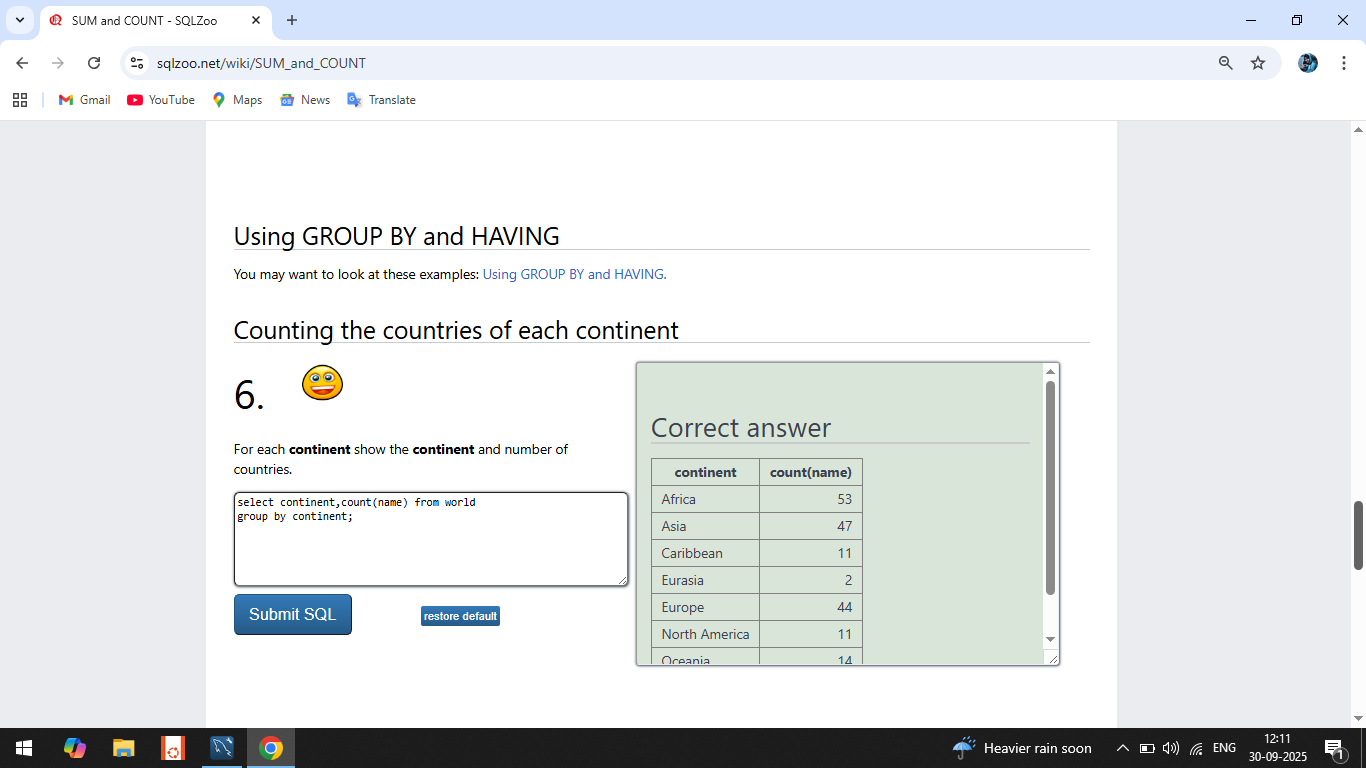 SUM and COUNT - SQLZoo
sqlzoo.net/wiki/SUM_and_COUNT
Gmail
YouTube
Maps
News
Translate
Using GROUP BY and HAVING
You may want to look at these examples: Using GROUP BY and HAVING.
Counting the countries of each continent
6.
For each continent show the continent and number of
countries.
select continent,count(name) from world
group by continent;
Submit SQL
restore default
Correct answer
continent count(name)
Africa 53
Asia 47
Caribbean 11
Eurasia 2
Europe 44
North America 11
Oceania 14
Heavier rain soon
ENG
12:11
30-09-2025
1